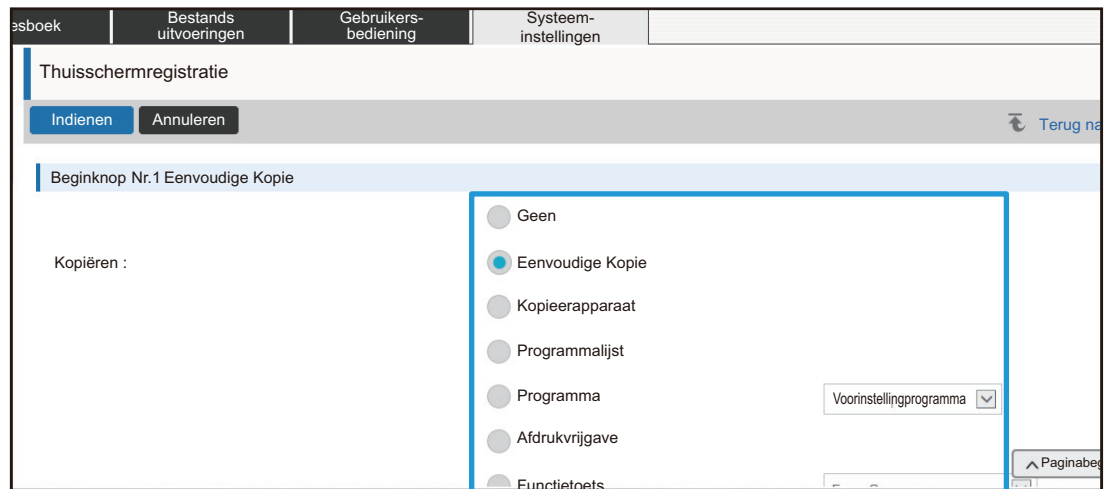 esboek
Bestands
uitvoeringen
Gebruikers-
bediening
Systeem-
instellingen
Thuisschermregistratie
Indienen Annuleren Terug na
Beginknop Nr.1 Eenvoudige Kopie
Geen
Kopiëren : Eenvoudige Kopie
Kopieerapparaat
Programmalijst
Programma Voorinstellingprogramma
Afdrukvrijgave
Paginabeg
Functietoets